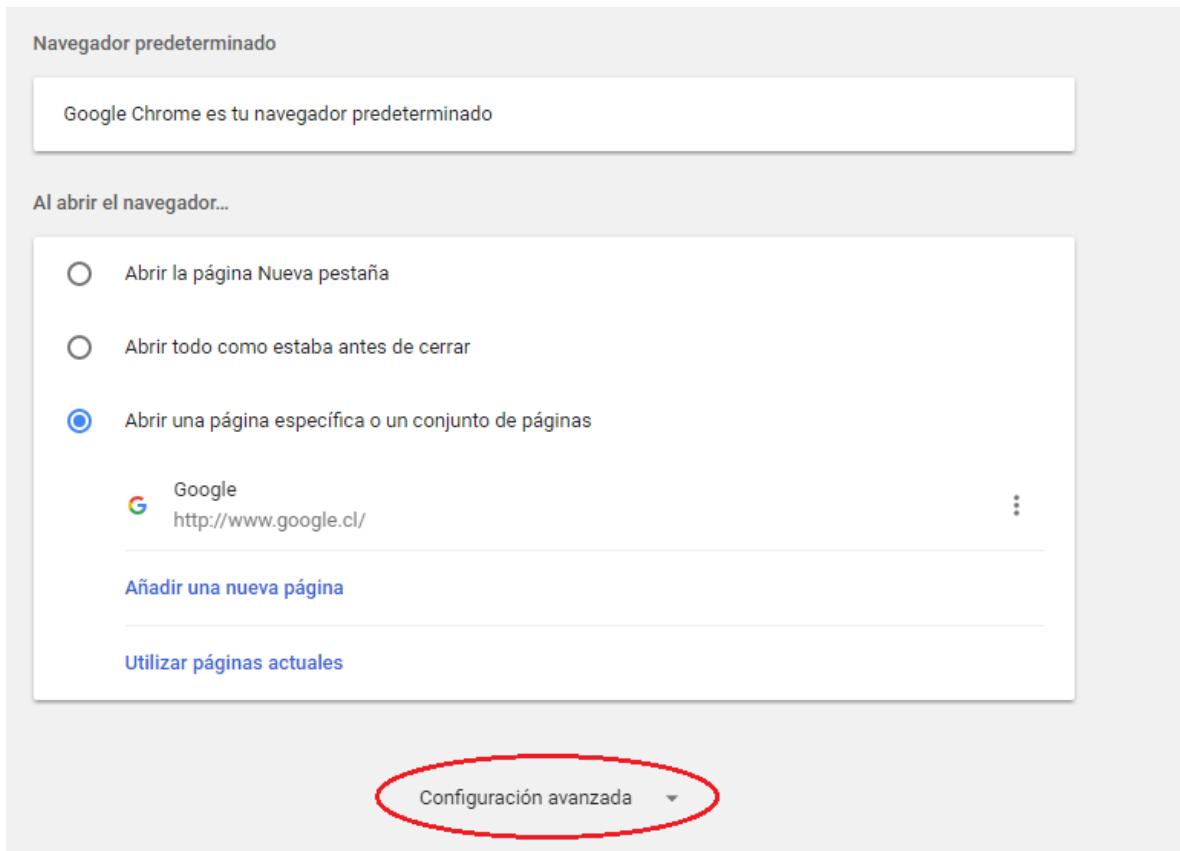 Navegador predeterminado
Google Chrome es tu navegador predeterminado
Al abrir el navegador...
Abrir la página Nueva pestaña
Abrir todo como estaba antes de cerrar
Abrir una página específica o un conjunto de páginas
Google
http://www.google.cl/
Añadir una nueva página
Utilizar páginas actuales
Configuración avanzada